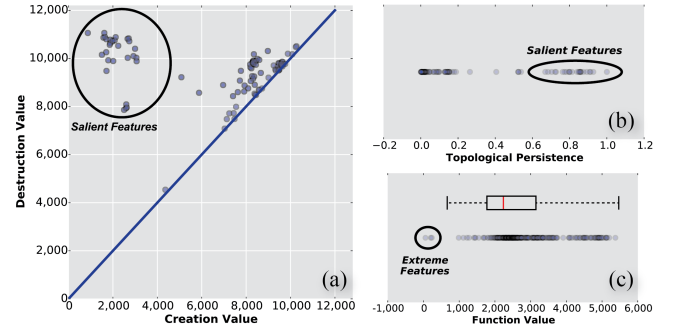 12,000
10,000
8,000
6,000
4,000
2,000
0
Destruction Value
Salient Features
0 2,000 4,000 6,000 8,000 10,000 12,000
Creation Value
(a)
Salient Features
(b)
−0.2 0.0 0.2 0.4 0.6 0.8 1.0 1.2
Topological Persistence
Extreme
Features
(c)
-1,000 0 1,000 2,000 3,000 4,000 5,000 6,000
Function Value